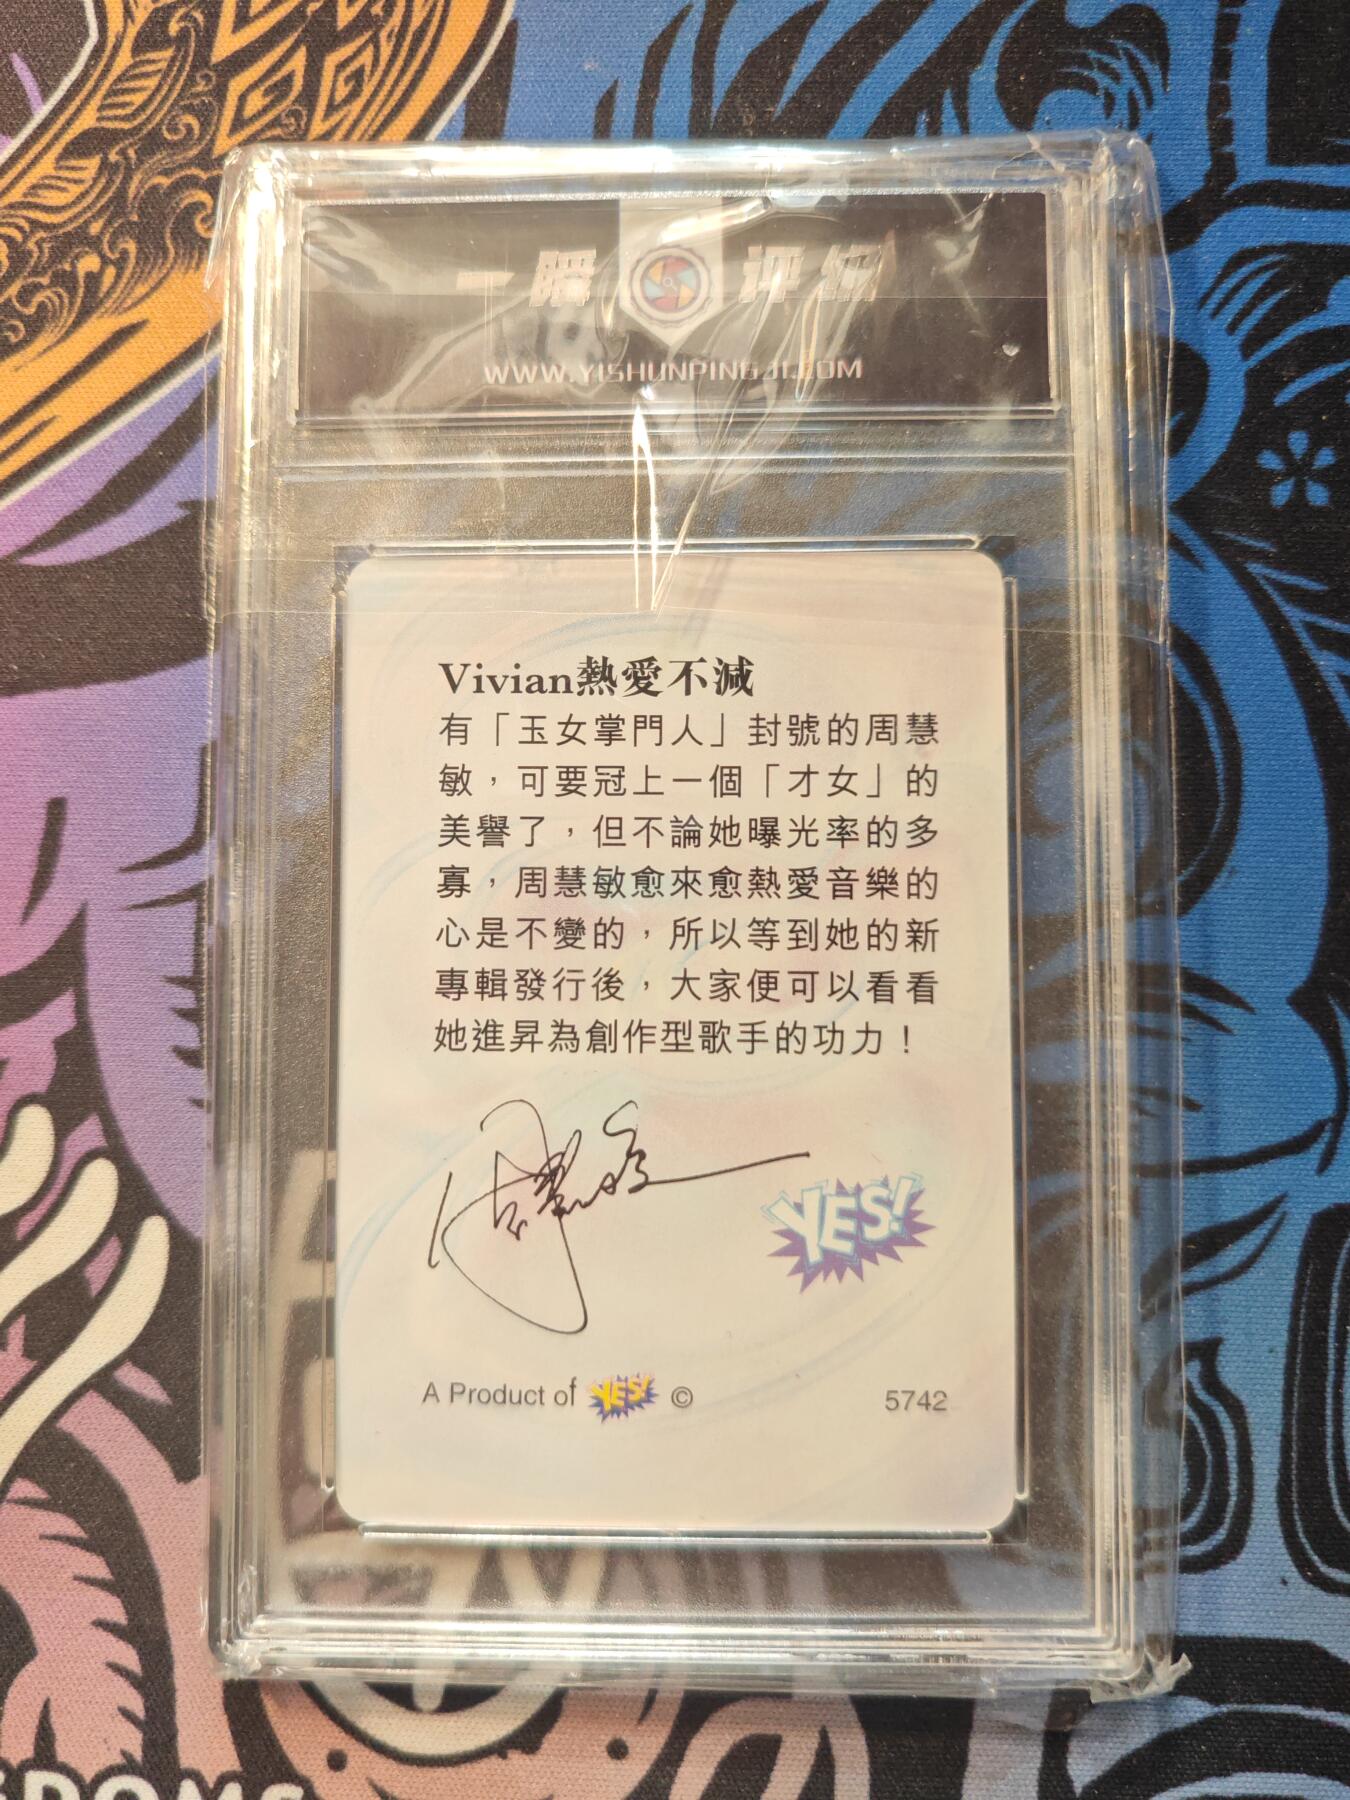 一瞬 评级
WWW.YISHUNPINGJI.COM
Vivian熱愛不減
有「玉女掌門人」封號的周慧
敏，可要冠上一個「才女」的
美譽了，但不論她曝光率的多
寡，周慧敏愈來愈熱愛音樂的
心是不變的，所以等到她的新
專輯發行後，大家便可以看看
她進昇為創作型歌手的功力！
周慧敏
YES!
A Product of YES! ©
5742